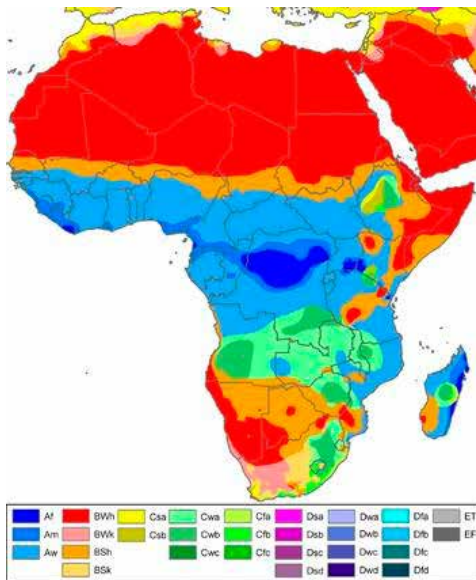 Af BWh Csa Cwa Cfa Dsa Dwa Dfa ET
Am BWk Csb Cwb Cfb Dsb Dwb Dfb EF
Aw BSh Cwc Cfc Dsc Dwc Dfc
BSk Dsd Dwd Dfd